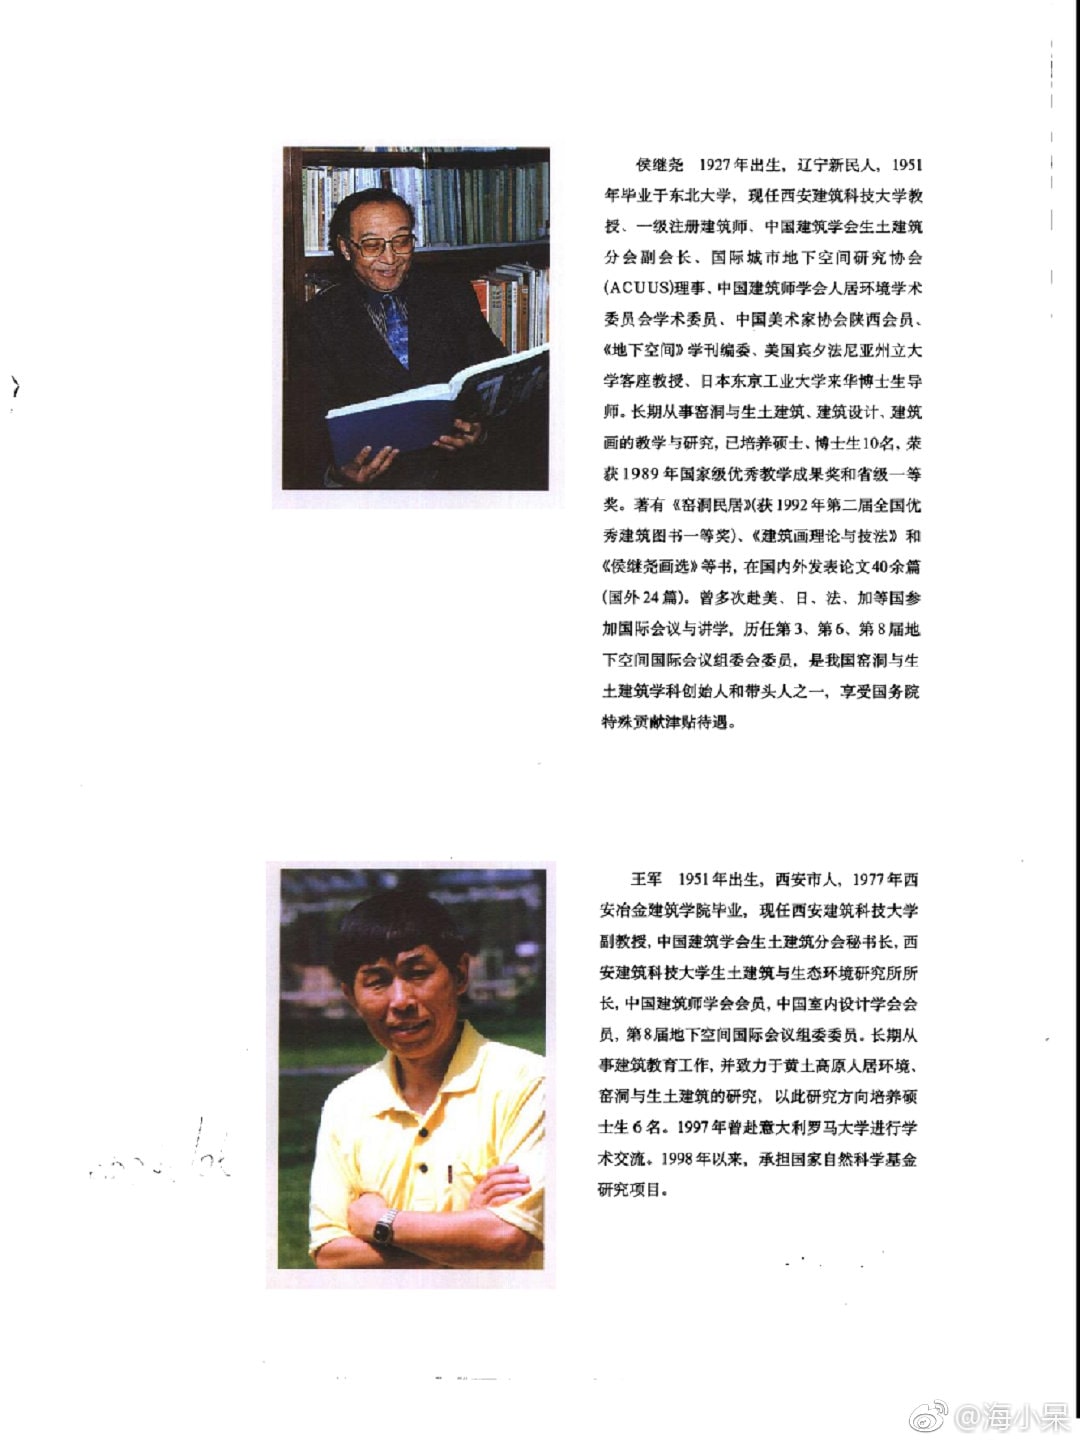 侯继尧　1927年出生，辽宁新民人，1951
年毕业于东北大学，现任西安建筑科技大学教
授、一级注册建筑师、中国建筑学会生土建筑
分会副会长、国际城市地下空间研究协会
(ACUUS)理事、中国建筑师学会人居环境学术
委员会学术委员、中国美术家协会陕西会员、
《地下空间》学刊编委、美国宾夕法尼亚州立大
学客座教授、日本东京工业大学来华博士生导
师。长期从事窑洞与生土建筑、建筑设计、建筑
画的教学与研究，已培养硕士、博士生10名，荣
获1989年国家级优秀教学成果奖和省级一等
奖。著有《窑洞民居》(获1992年第二届全国优
秀建筑图书一等奖)、《建筑画理论与技法》和
《侯继尧画选》等书，在国内外发表论文40余篇
(国外24篇)。曾多次赴美、日、法、加等国参
加国际会议与讲学，历任第3、第6、第8届地
下空间国际会议组委会委员，是我国窑洞与生
土建筑学科创始人和带头人之一，享受国务院
特殊贡献津贴待遇。
王军　1951年出生，西安市人，1977年西
安冶金建筑学院毕业，现任西安建筑科技大学
副教授，中国建筑学会生土建筑分会秘书长，西
安建筑科技大学生土建筑与生态环境研究所所
长，中国建筑师学会会员，中国室内设计学会会
员，第8届地下空间国际会议组委委员。长期从
事建筑教育工作，并致力于黄土高原人居环境、
窑洞与生土建筑的研究，以此研究方向培养硕
士生6名。1997年曾赴意大利罗马大学进行学
术交流。1998年以来，承担国家自然科学基金
研究项目。
@海小呆